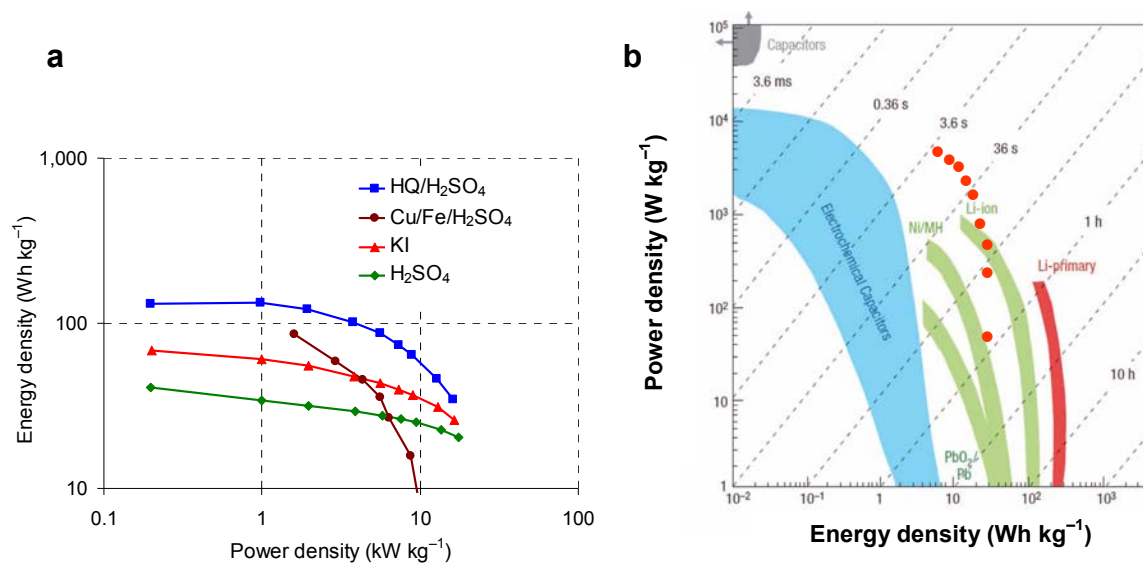 a
Energy density (Wh kg⁻¹)
1,000
100
10
0.1
1
10
100
Power density (kW kg⁻¹)
HQ/H₂SO₄
Cu/Fe/H₂SO₄
KI
H₂SO₄
b
Power density (W kg⁻¹)
10⁵
10⁴
10³
10²
10
1
10⁻²
10⁻¹
1
10
10²
10³
Energy density (Wh kg⁻¹)
Capacitors
3.6 ms
0.36 s
3.6 s
36 s
1 h
10 h
Electrochemical Capacitors
Ni/MH
Li-ion
Li-primary
PbO₂/
Pb